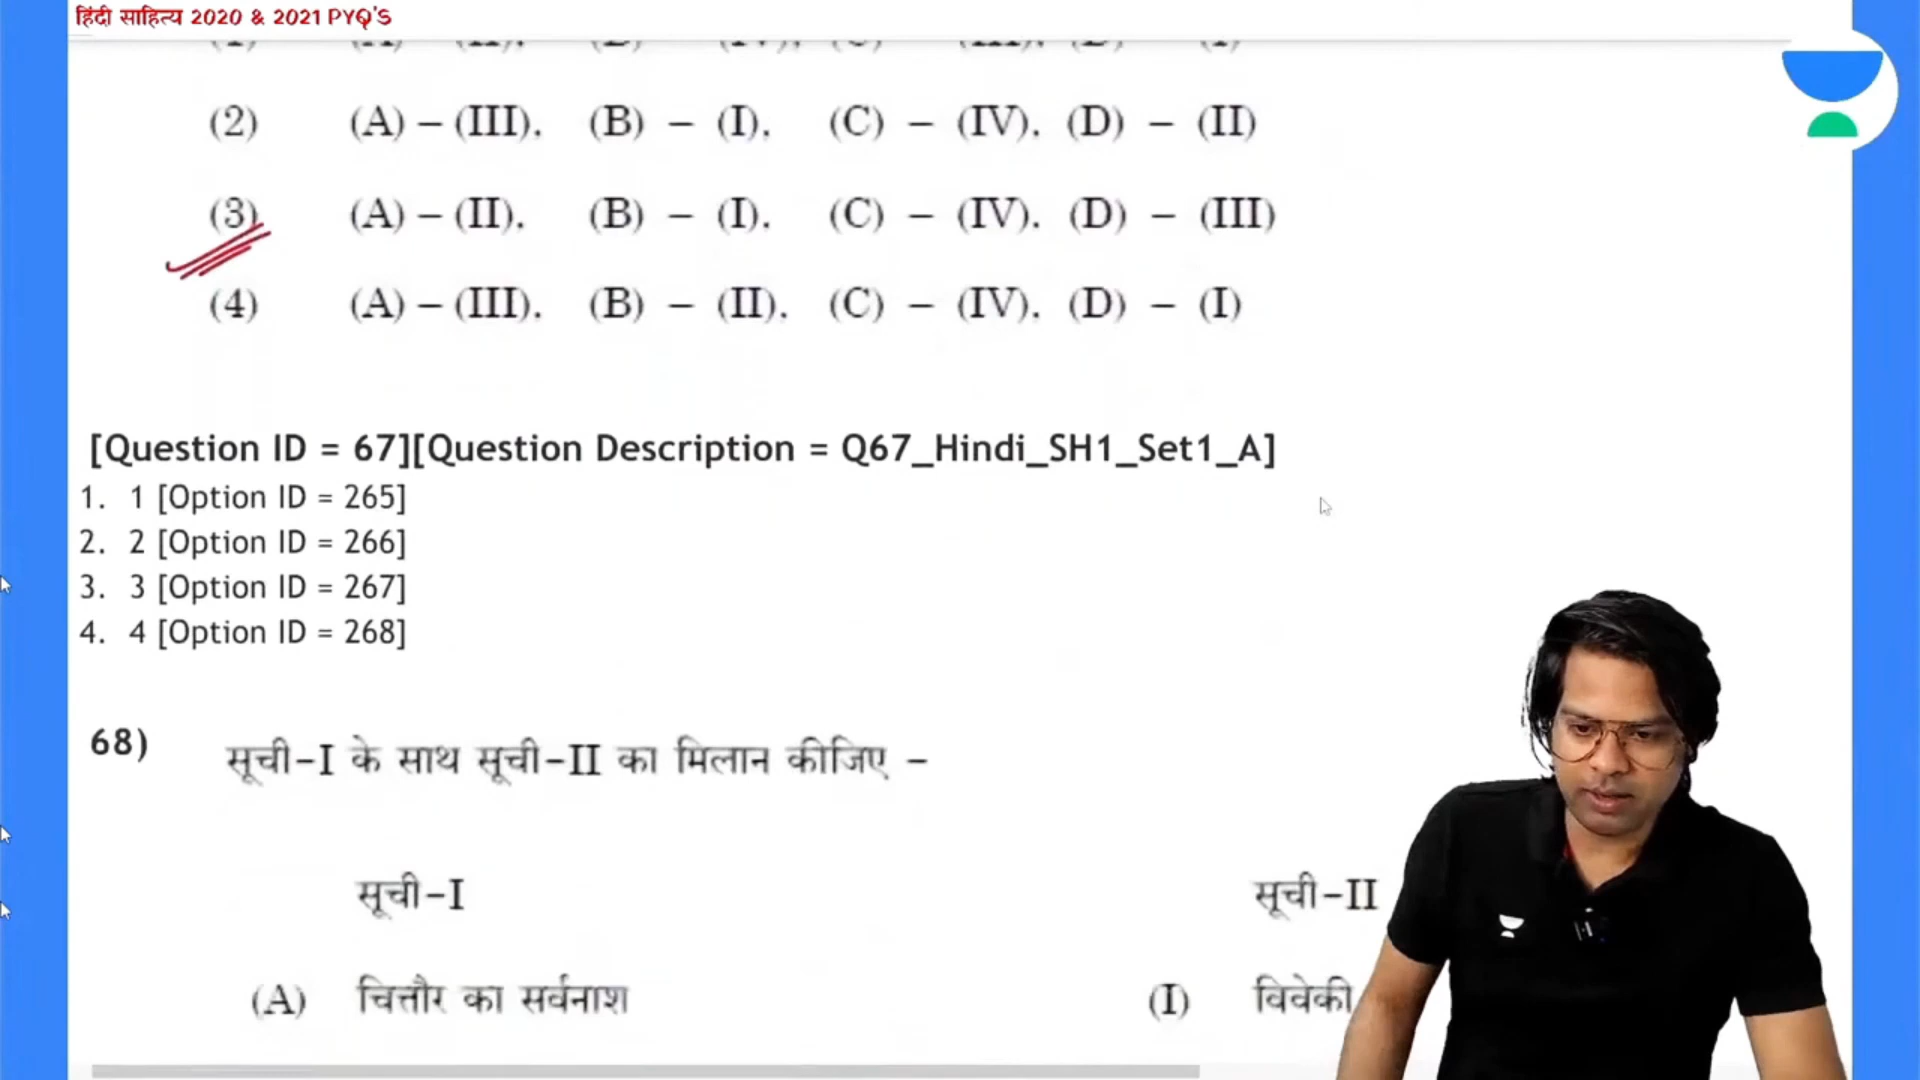 हिंदी साहित्य 2020 & 2021 PYQ'S
(2) (A) – (III). (B) – (I). (C) – (IV). (D) – (II)
(3) (A) – (II). (B) – (I). (C) – (IV). (D) – (III)
(4) (A) – (III). (B) – (II). (C) – (IV). (D) – (I)
[Question ID = 67][Question Description = Q67_Hindi_SH1_Set1_A]
1. 1 [Option ID = 265]
2. 2 [Option ID = 266]
3. 3 [Option ID = 267]
4. 4 [Option ID = 268]
68) सूची-I के साथ सूची-II का मिलान कीजिए –
सूची-I सूची-II
(A) चित्तौर का सर्वनाश (I) विवेकी